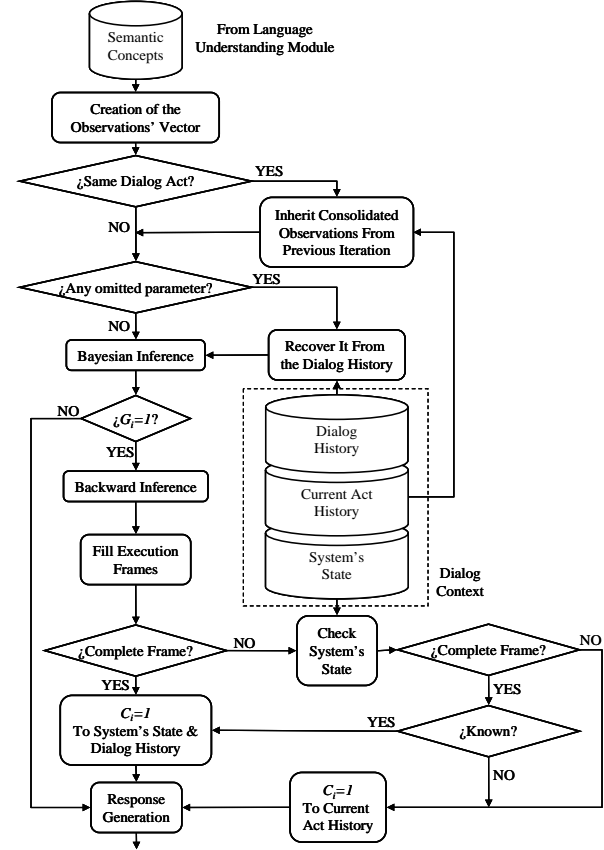 Semantic
Concepts
From Language
Understanding Module
Creation of the
Observations' Vector
¿Same Dialog Act?
YES
NO
Inherit Consolidated
Observations From
Previous Iteration
¿Any omitted parameter?
YES
NO
Bayesian Inference
Recover It From
the Dialog History
¿Gi=1?
NO
YES
Dialog
History
Backward Inference
Current Act
History
Fill Execution
Frames
System's
State
Dialog
Context
¿Complete Frame?
NO
YES
Check
System's
State
¿Complete Frame?
NO
YES
Ci=1
To System's State &
Dialog History
YES
¿Known?
NO
Response
Generation
Ci=1
To Current
Act History